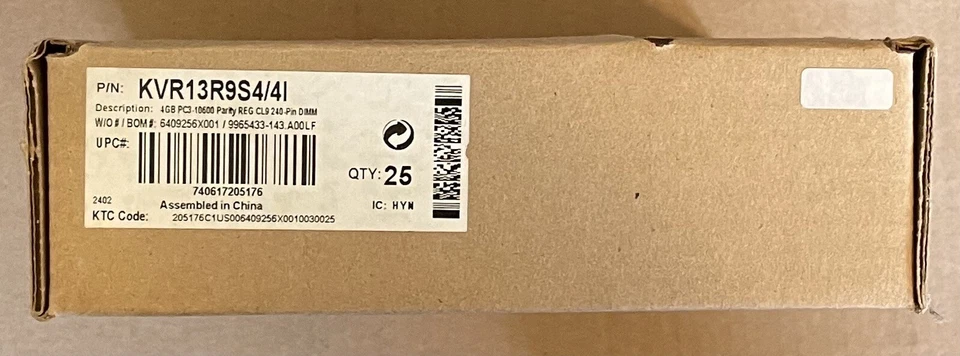 P/N: KVR13R9S4/4I
Description: 4GB PC3-10600 Parity REG CL9 240-Pin DIMM
W/O # / BOM #: 6409256X001 / 9965433-143.A00LF
UPC#:
740617205176
QTY: 25
2402
Assembled in China
IC: HYN
KTC Code: 205176C1US006409256X0010030025